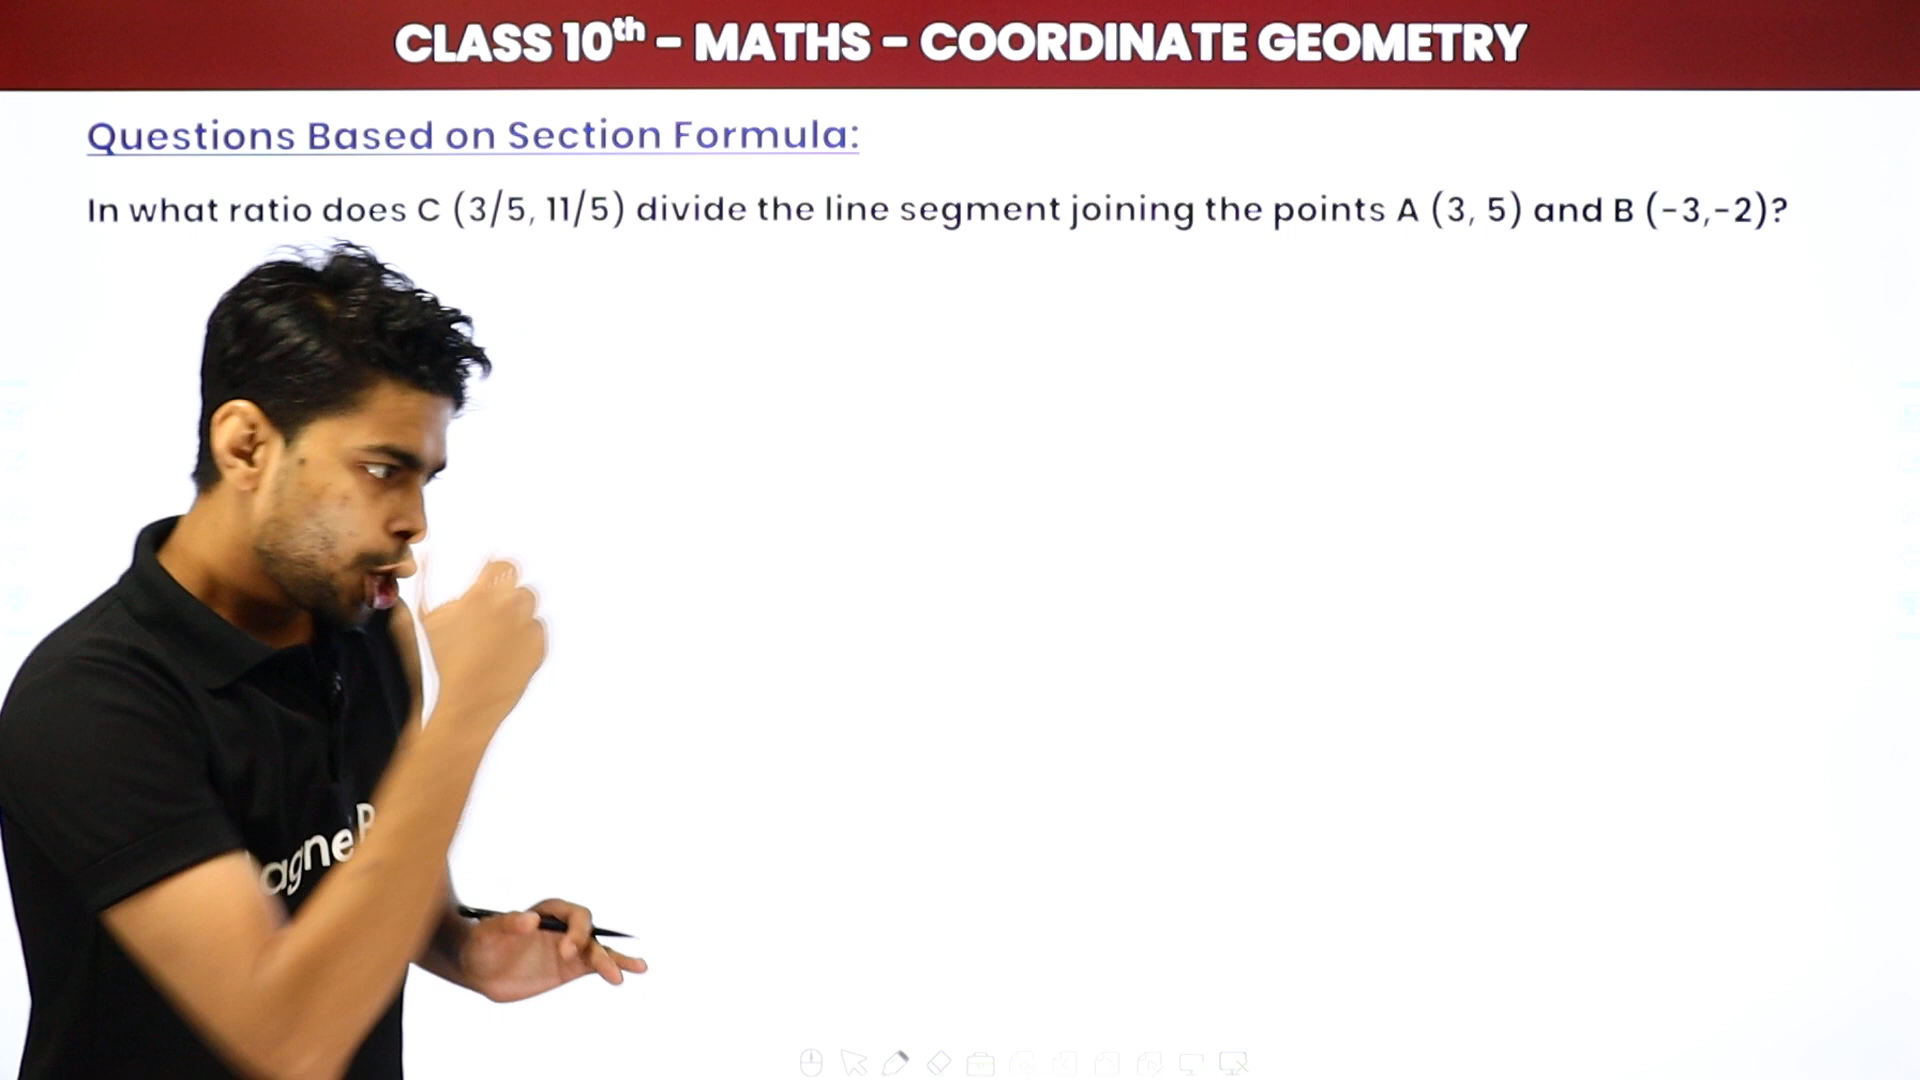 CLASS 10th - MATHS - COORDINATE GEOMETRY
Questions Based on Section Formula:
In what ratio does C (3/5, 11/5) divide the line segment joining the points A (3, 5) and B (-3,-2)?
agne